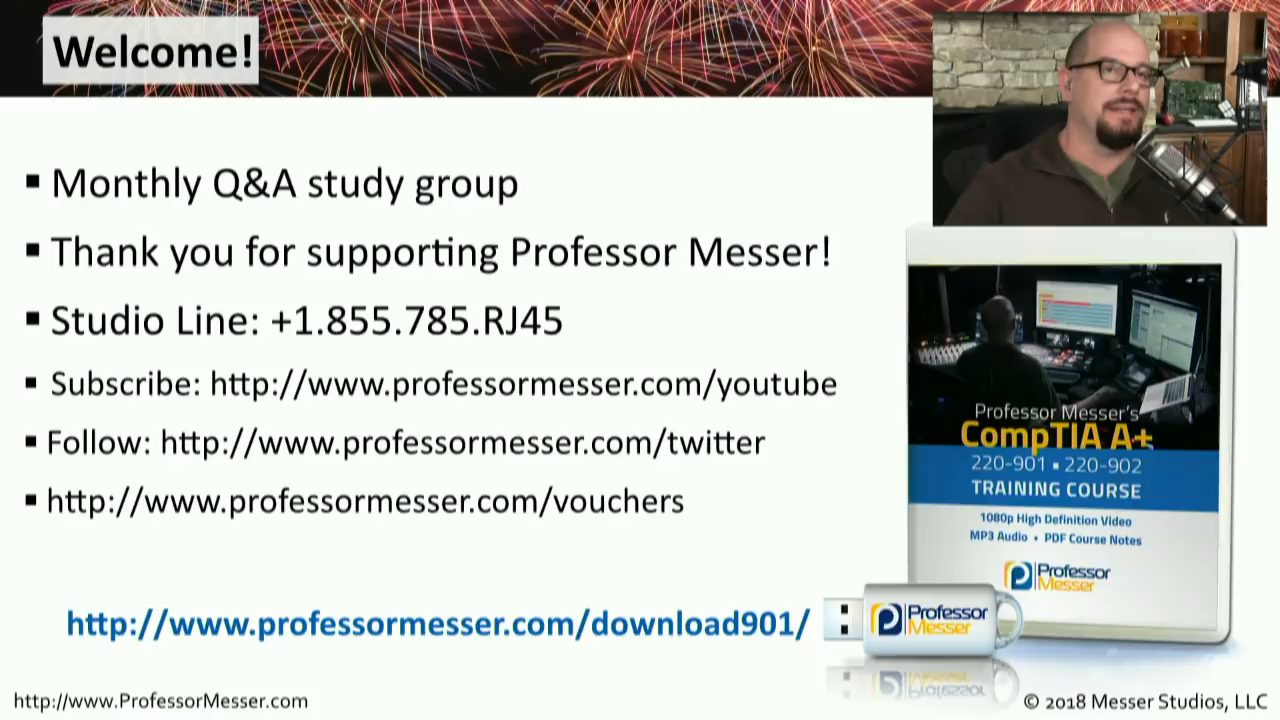 Welcome!
▪ Monthly Q&A study group
▪ Thank you for supporting Professor Messer!
▪ Studio Line: +1.855.785.RJ45
▪ Subscribe: http://www.professormesser.com/youtube
▪ Follow: http://www.professormesser.com/twitter
▪ http://www.professormesser.com/vouchers
http://www.professormesser.com/download901/
Professor Messer's
CompTIA A+
220-901 ▪ 220-902
TRAINING COURSE
1080p High Definition Video
MP3 Audio • PDF Course Notes
Professor
Messer
Professor
Messer
http://www.ProfessorMesser.com
© 2018 Messer Studios, LLC